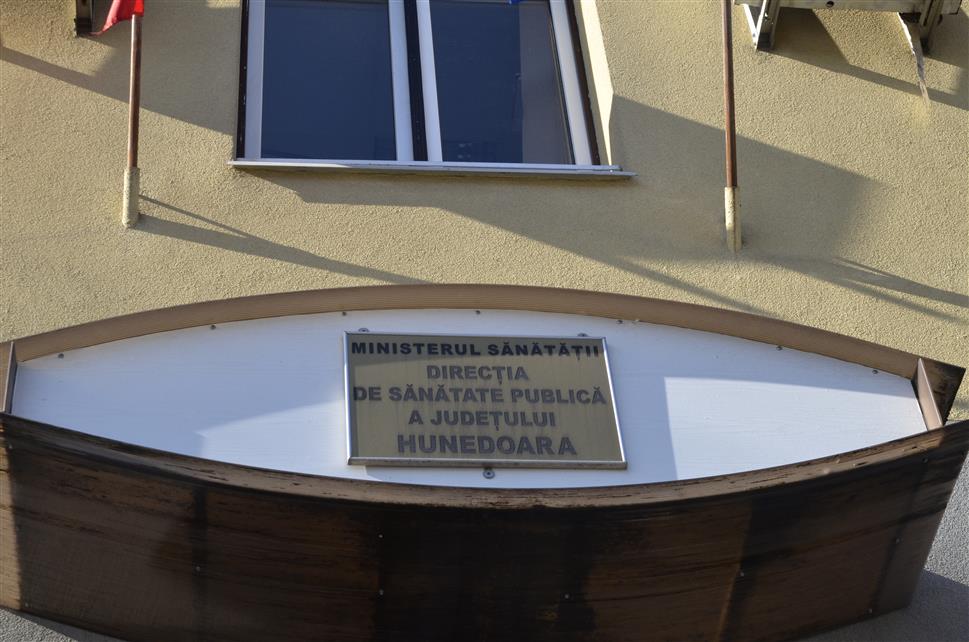 MINISTERUL SĂNĂTĂȚII
DIRECȚIA
DE SĂNĂTATE PUBLICĂ
A JUDEȚULUI
HUNEDOARA